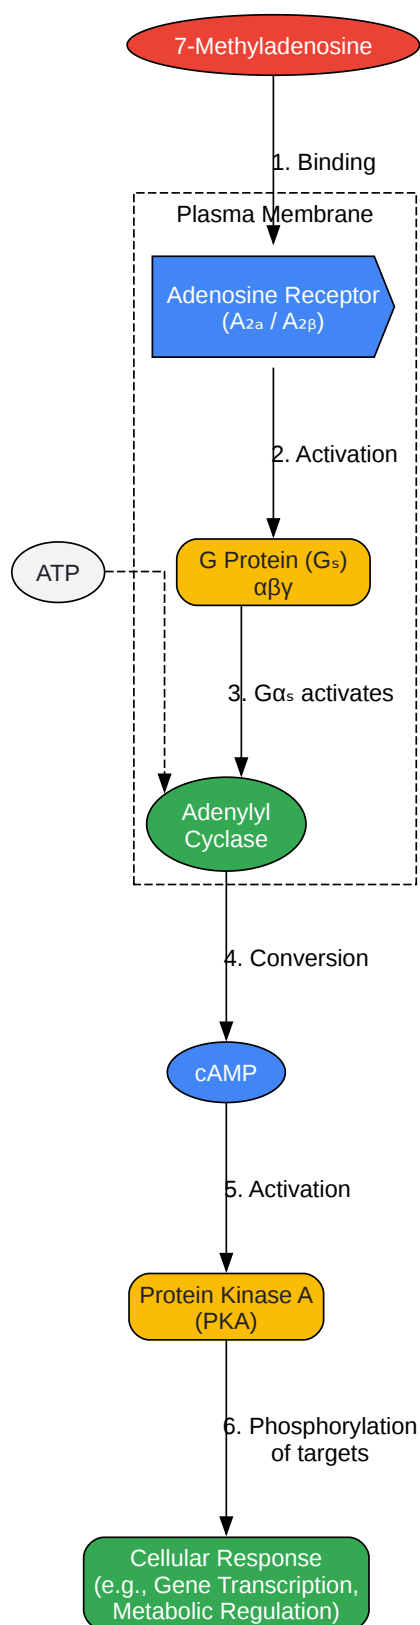 7-Methyladenosine
1. Binding
Plasma Membrane
Adenosine Receptor
(A₂ₐ / A₂ᵦ)
2. Activation
G Protein (Gₛ)
αβγ
ATP
3. Gαₛ activates
Adenylyl
Cyclase
4. Conversion
cAMP
5. Activation
Protein Kinase A
(PKA)
6. Phosphorylation
of targets
Cellular Response
(e.g., Gene Transcription,
Metabolic Regulation)